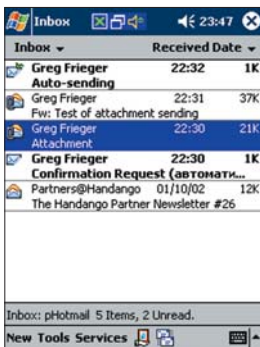 Inbox 23:47
Inbox Received Date
Greg Frieger 22:32 1K
Auto-sending
Greg Frieger 22:31 37K
Fw: Test of attachment sending
Greg Frieger 22:30 21K
Attachment
Greg Frieger 22:30 1K
Confirmation Request (автомати...
Partners@Handango 01/10/02 12K
The Handango Partner Newsletter #26
Inbox: pHotmail 5 Items, 2 Unread.
New Tools Services